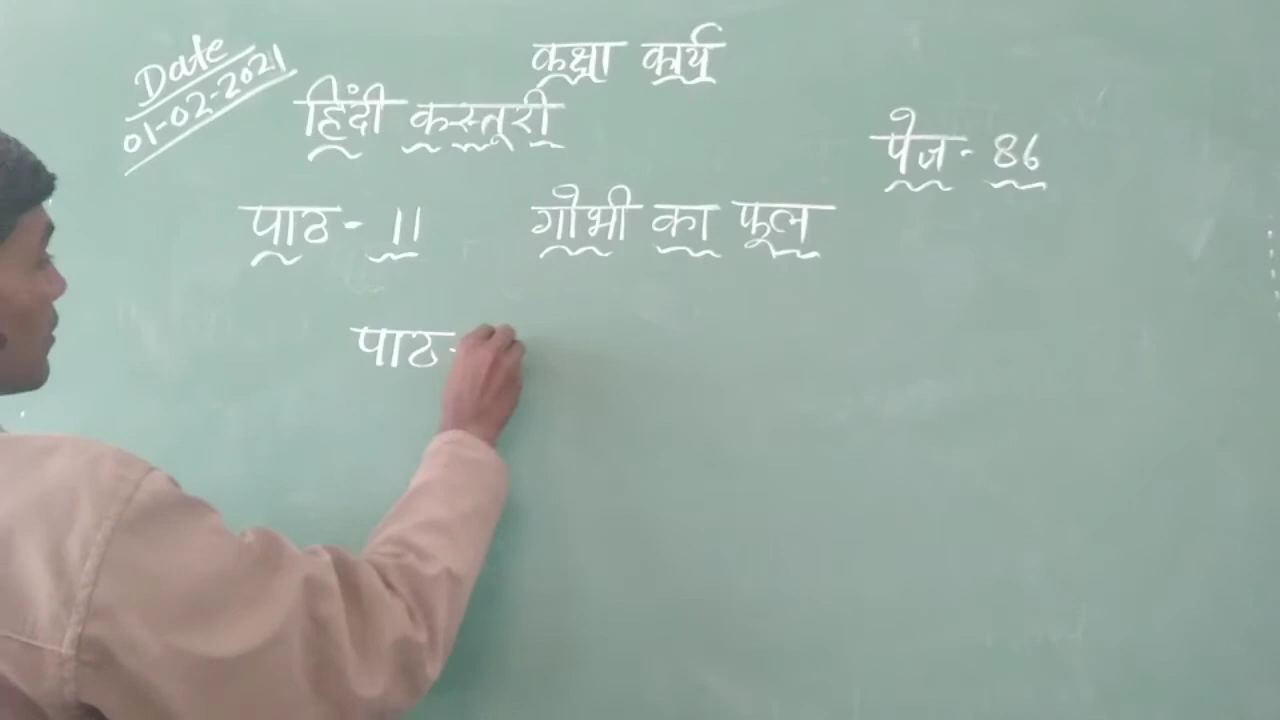 कक्षा कार्य
Date
01-02-2021
हिंदी कस्तूरी
पेज - 86
पाठ - 11 गोभी का फूल
पाठ -